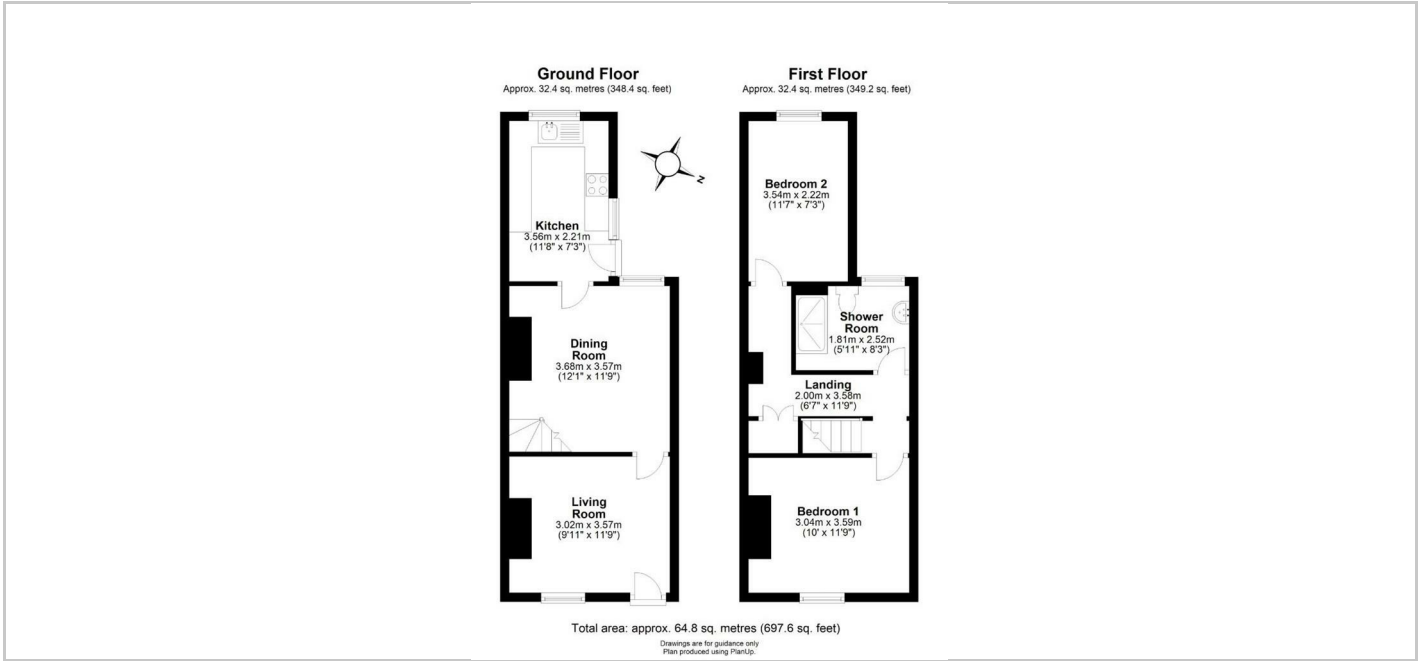 Ground Floor
Approx. 32.4 sq. metres (348.4 sq. feet)
Kitchen
3.56m x 2.21m
(11'8" x 7'3")
Dining
Room
3.68m x 3.57m
(12'1" x 11'9")
Living
Room
3.02m x 3.57m
(9'11" x 11'9")
N
First Floor
Approx. 32.4 sq. metres (349.2 sq. feet)
Bedroom 2
3.54m x 2.22m
(11'7" x 7'3")
Shower
Room
1.81m x 2.52m
(5'11" x 8'3")
Landing
2.00m x 3.58m
(6'7" x 11'9")
Bedroom 1
3.04m x 3.59m
(10' x 11'9")
Total area: approx. 64.8 sq. metres (697.6 sq. feet)
Drawings are for guidance only
Plan produced using PlanUp.